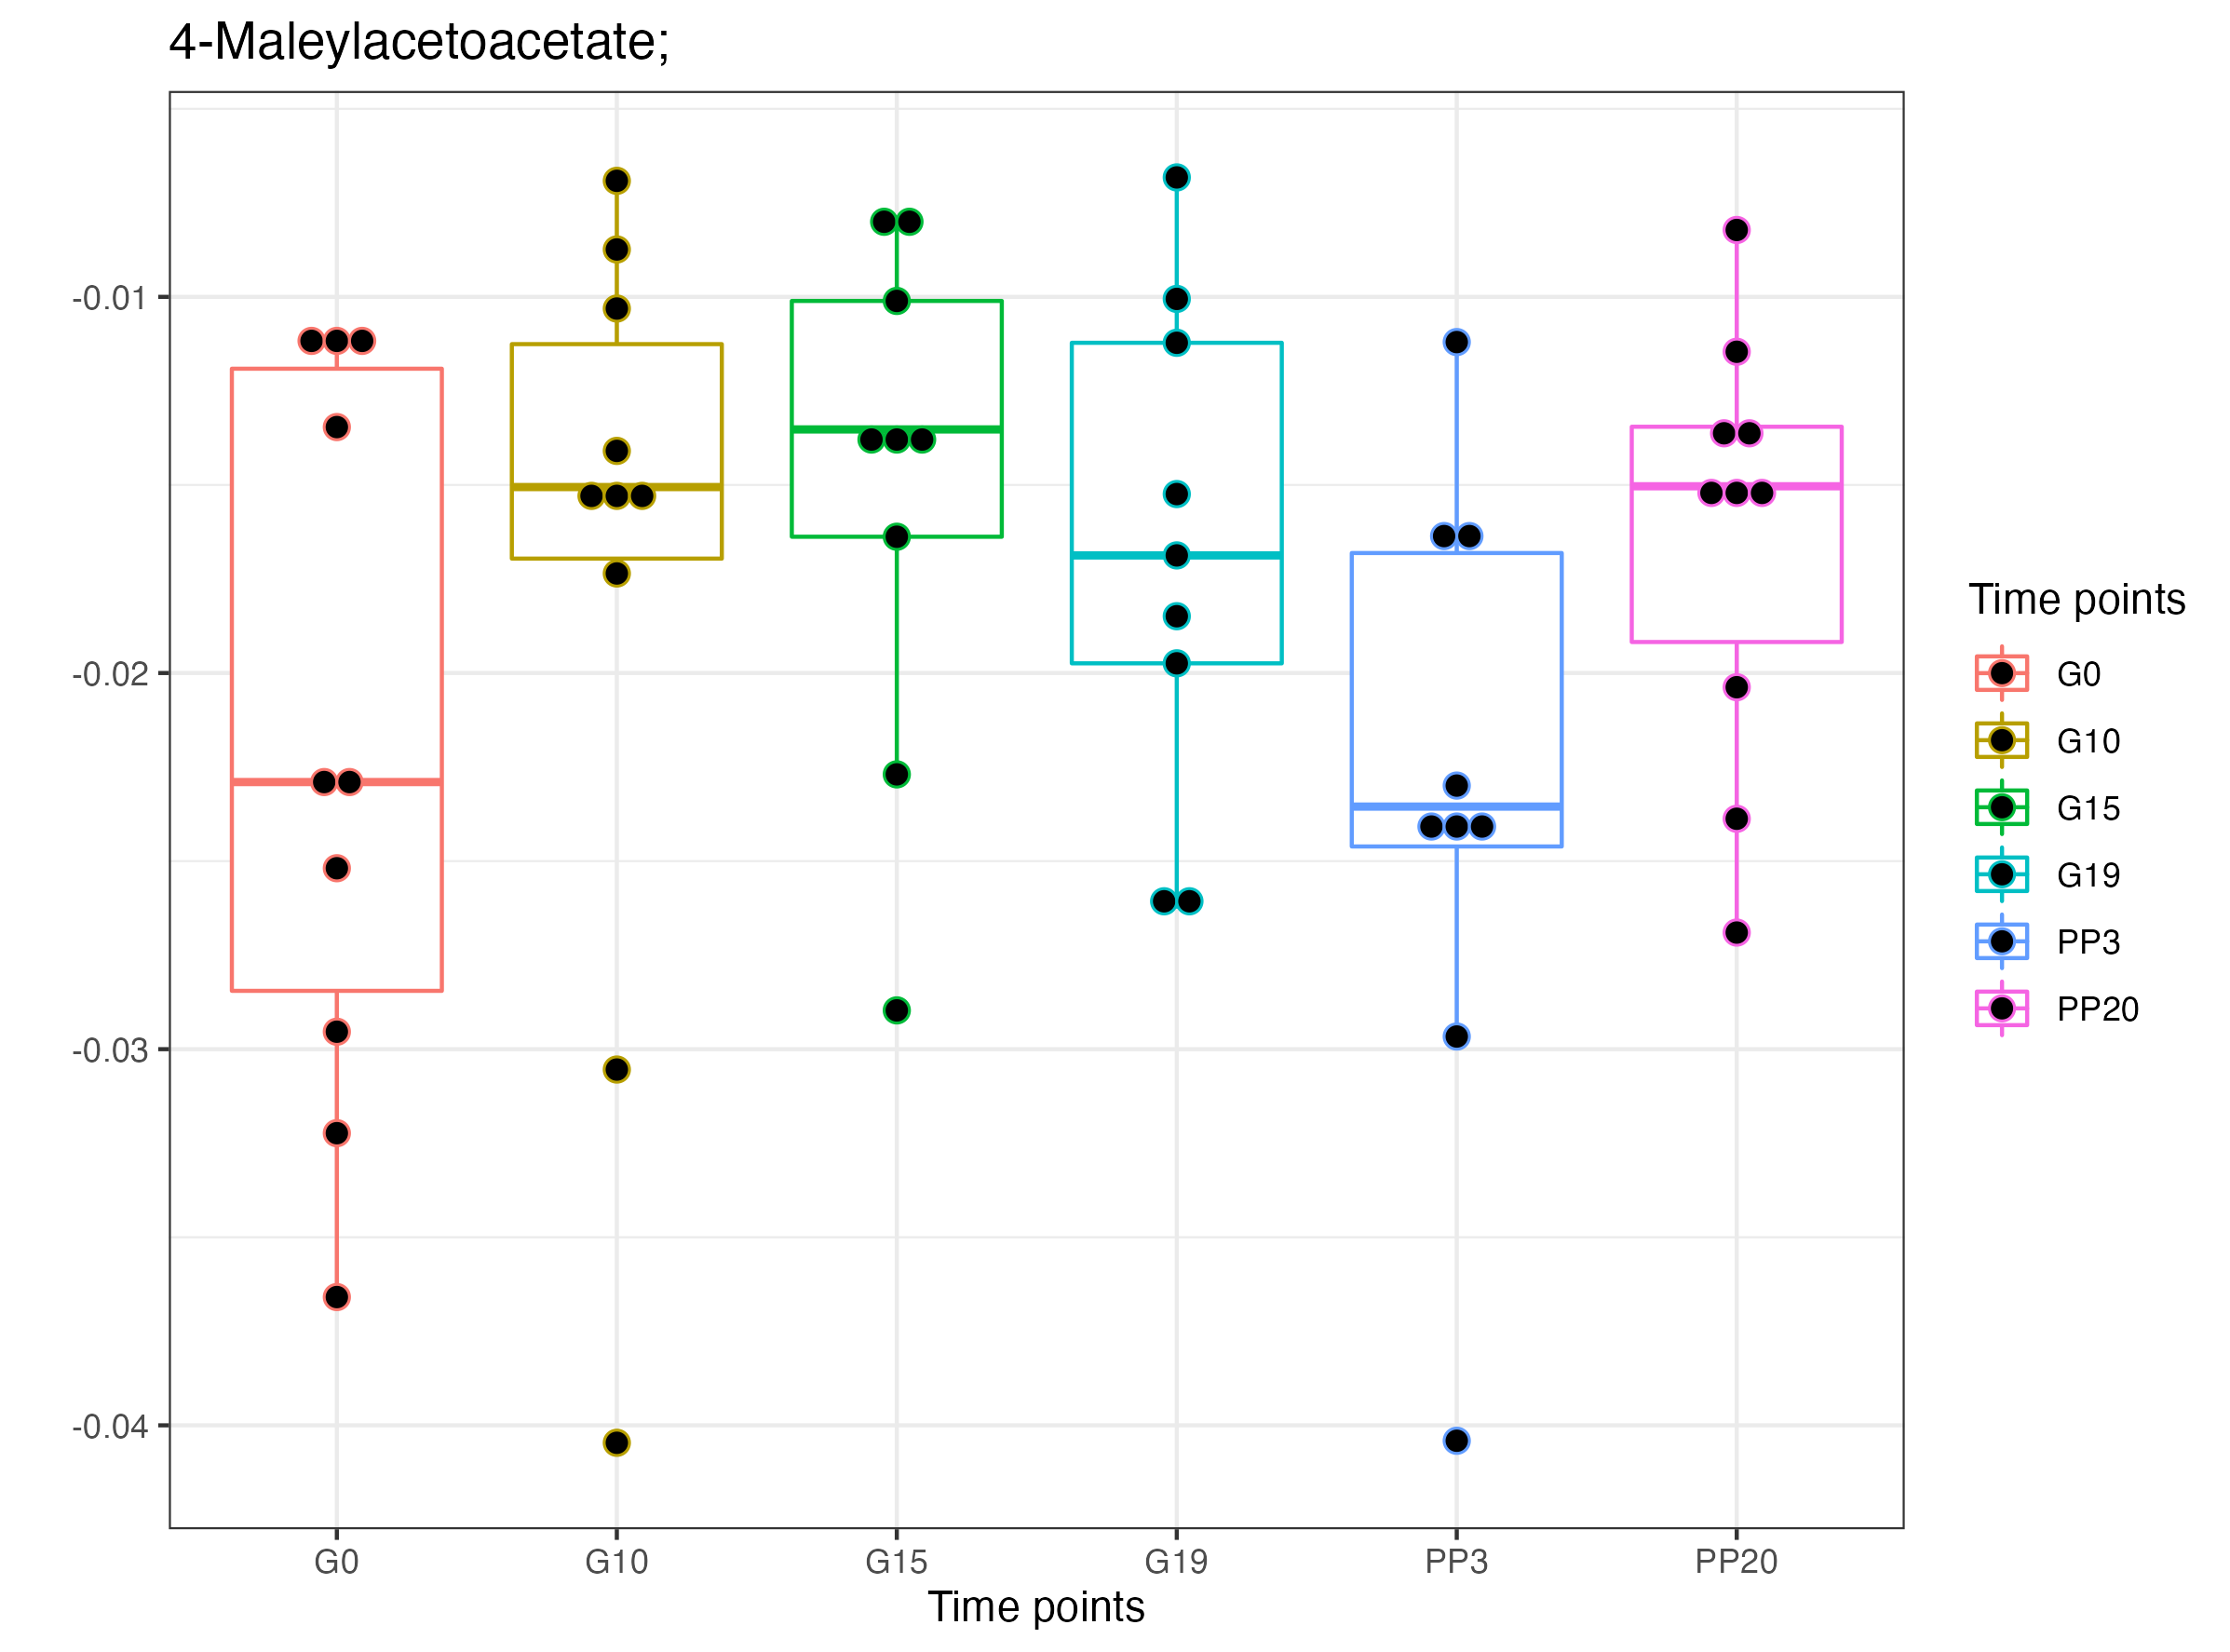 4-Maleylacetoacetate;
-0.01
-0.02
-0.03
-0.04
G0
G10
G15
G19
PP3
PP20
Time points
Time points
G0
G10
G15
G19
PP3
PP20